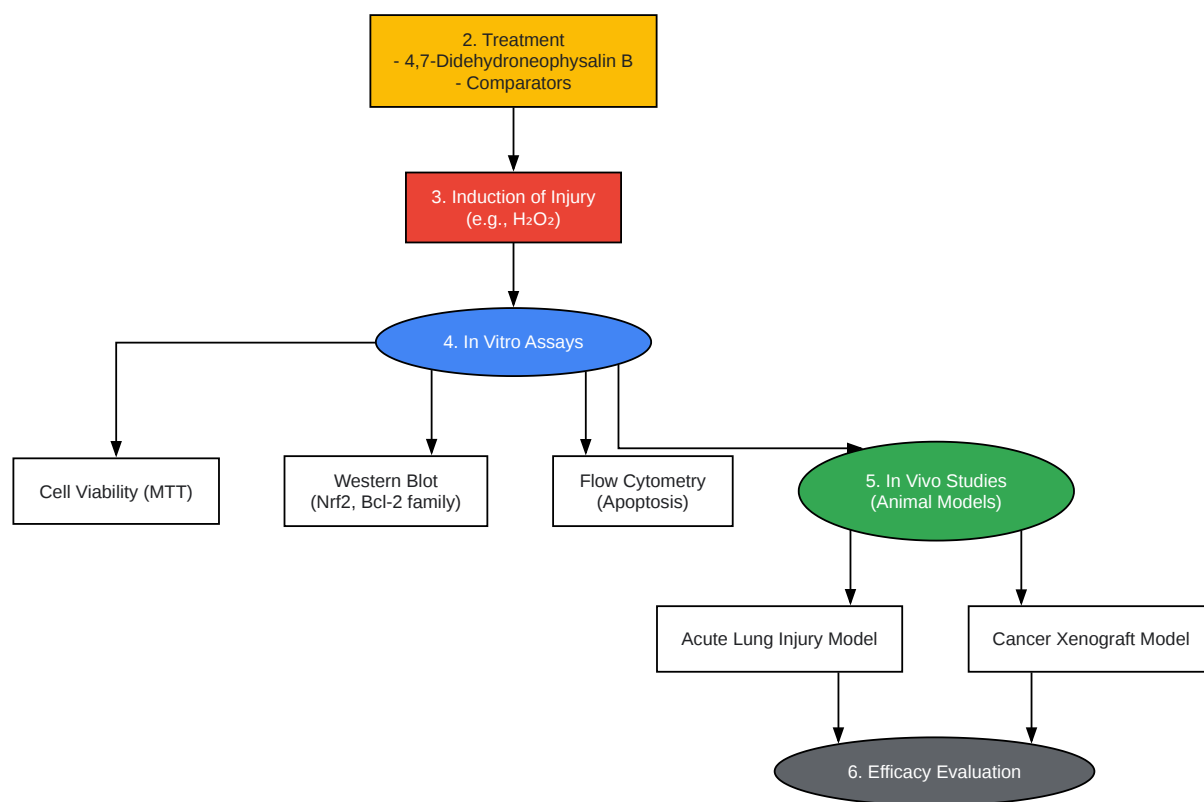 2. Treatment
- 4,7-Didehydroneophysalin B
- Comparators
3. Induction of Injury
(e.g., H₂O₂)
4. In Vitro Assays
Cell Viability (MTT)
Western Blot
(Nrf2, Bcl-2 family)
Flow Cytometry
(Apoptosis)
5. In Vivo Studies
(Animal Models)
Acute Lung Injury Model
Cancer Xenograft Model
6. Efficacy Evaluation